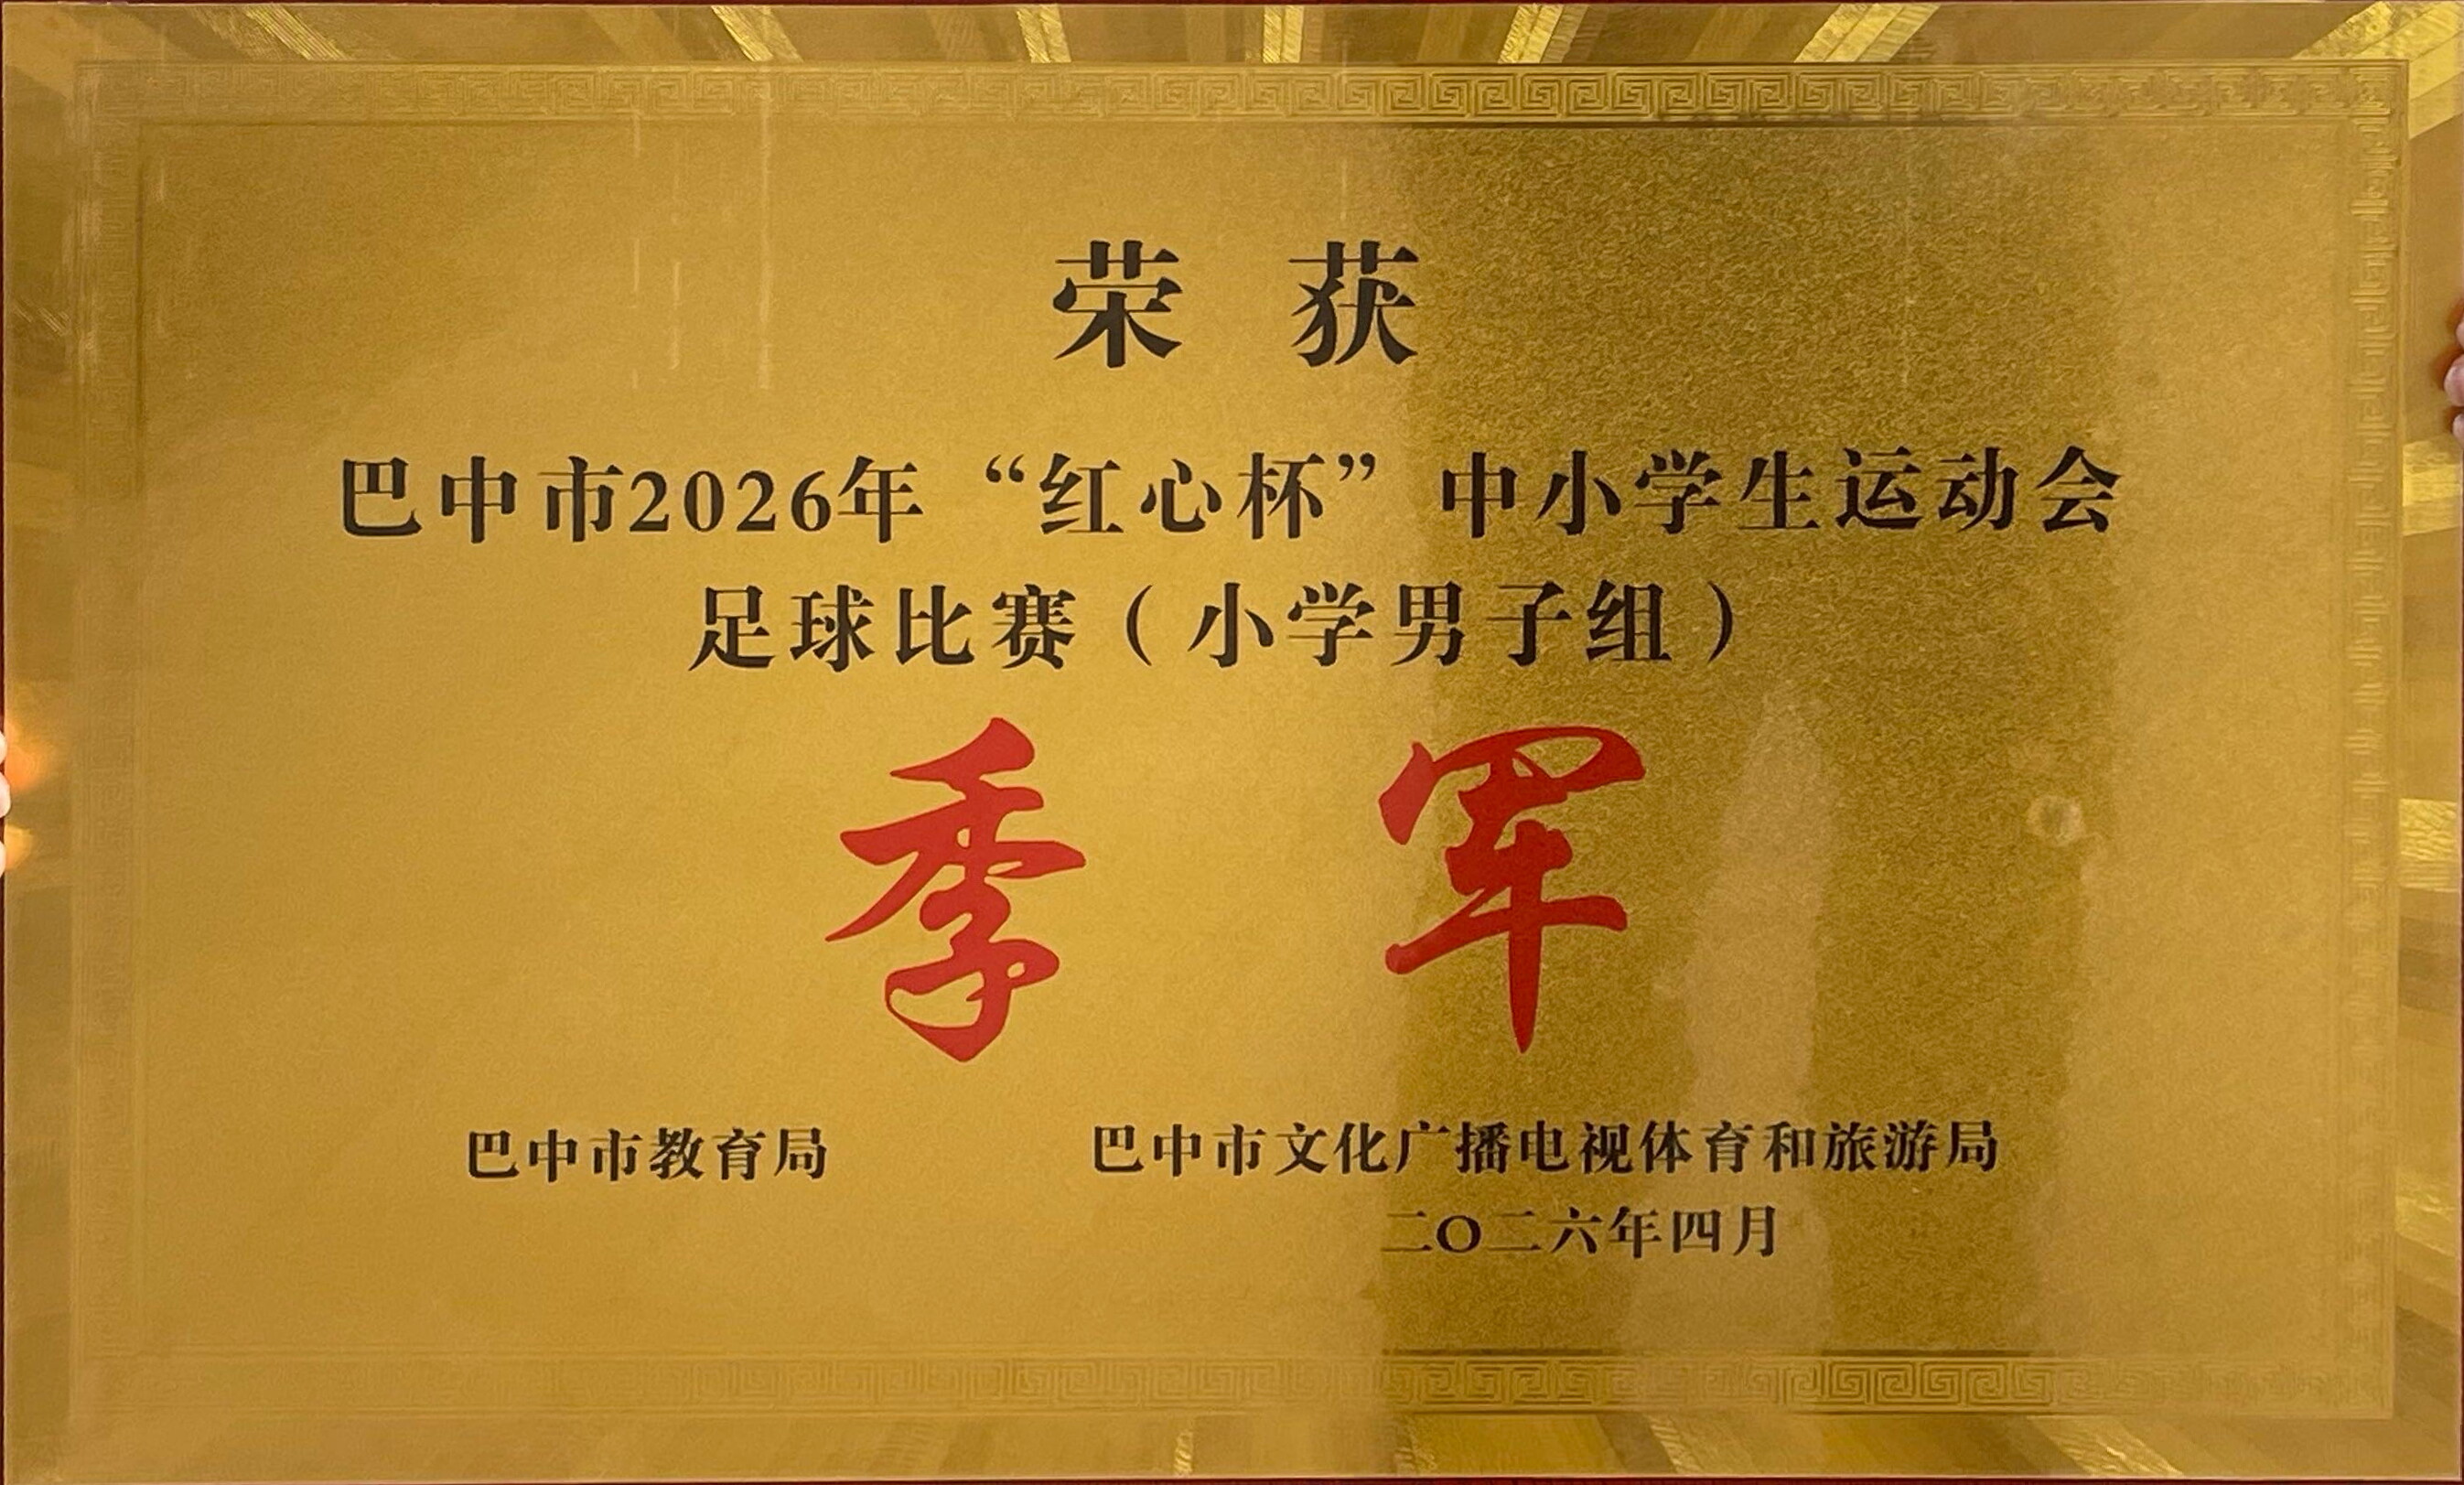 荣获
巴中市2026年“红心杯”中小学生运动会
足球比赛（小学男子组）
季军
巴中市教育局 巴中市文化广播电视体育和旅游局
二〇二六年四月